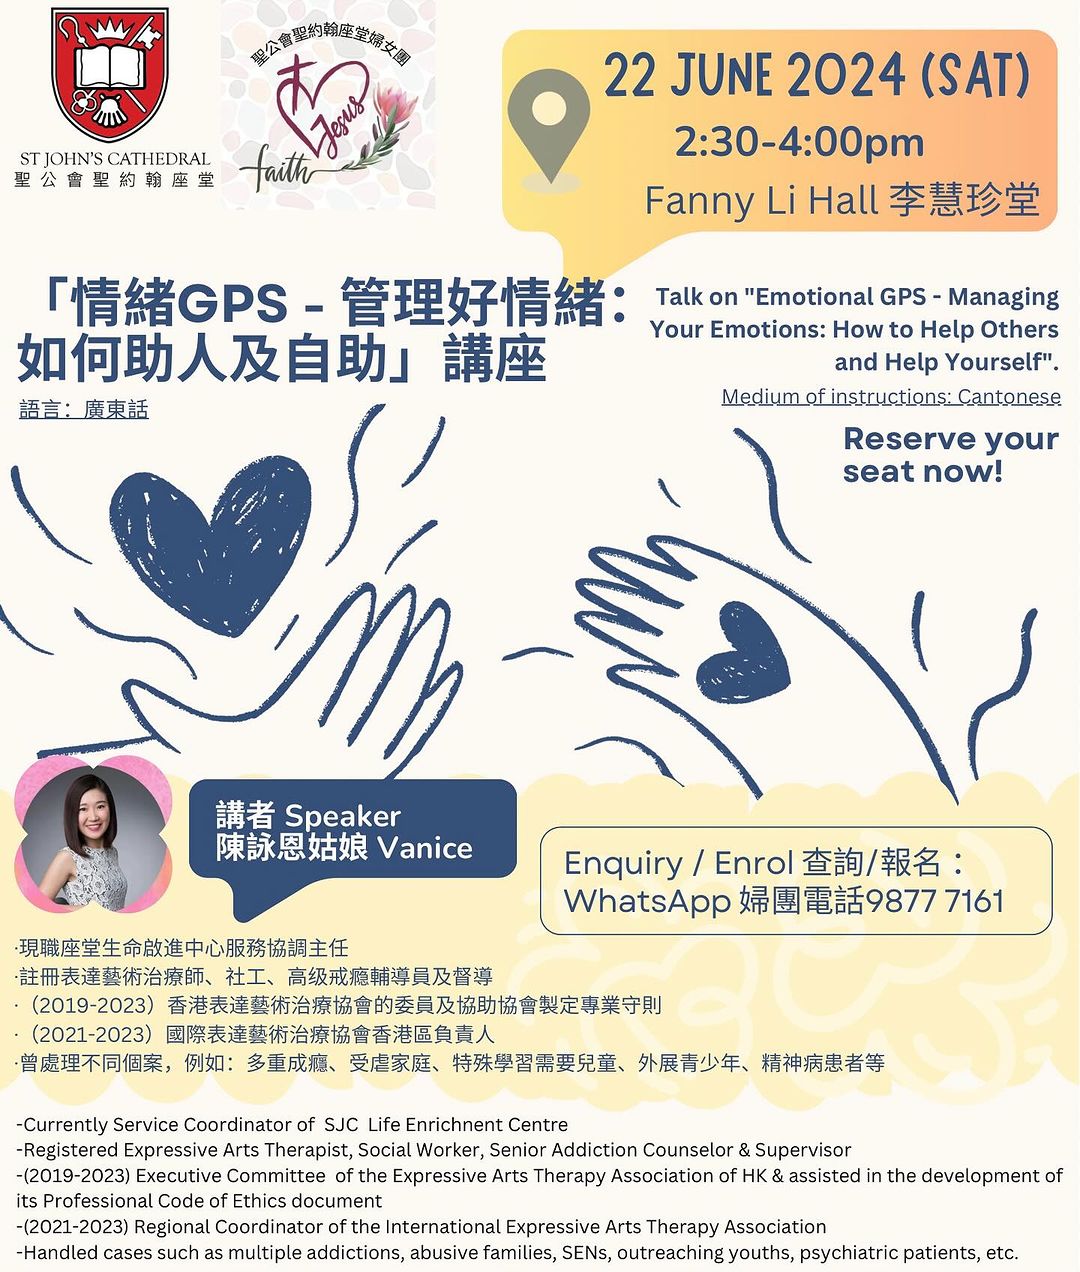 ST JOHN'S CATHEDRAL
聖公會聖約翰座堂
聖公會聖約翰座堂婦女團
Jesus
faith
22 JUNE 2024 (SAT)
2:30-4:00pm
Fanny Li Hall 李慧珍堂
「情緒GPS - 管理好情緒：
如何助人及自助」講座
語言：廣東話
Talk on "Emotional GPS - Managing
Your Emotions: How to Help Others
and Help Yourself".
Medium of instructions: Cantonese
Reserve your
seat now!
講者 Speaker
陳詠恩姑娘 Vanice
Enquiry / Enrol 查詢/報名：
WhatsApp 婦團電話9877 7161
·現職座堂生命啟進中心服務協調主任
·註冊表達藝術治療師、社工、高级戒瘾輔導員及督導
·（2019-2023）香港表達藝術治療協會的委員及協助協會製定專業守則
·（2021-2023）國際表達藝術治療協會香港區負責人
·曾處理不同個案，例如：多重成癮、受虐家庭、特殊學習需要兒童、外展青少年、精神病患者等
-Currently Service Coordinator of SJC Life Enrichnent Centre
-Registered Expressive Arts Therapist, Social Worker, Senior Addiction Counselor & Supervisor
-(2019-2023) Executive Committee of the Expressive Arts Therapy Association of HK & assisted in the development of
its Professional Code of Ethics document
-(2021-2023) Regional Coordinator of the International Expressive Arts Therapy Association
-Handled cases such as multiple addictions, abusive families, SENs, outreaching youths, psychiatric patients, etc.